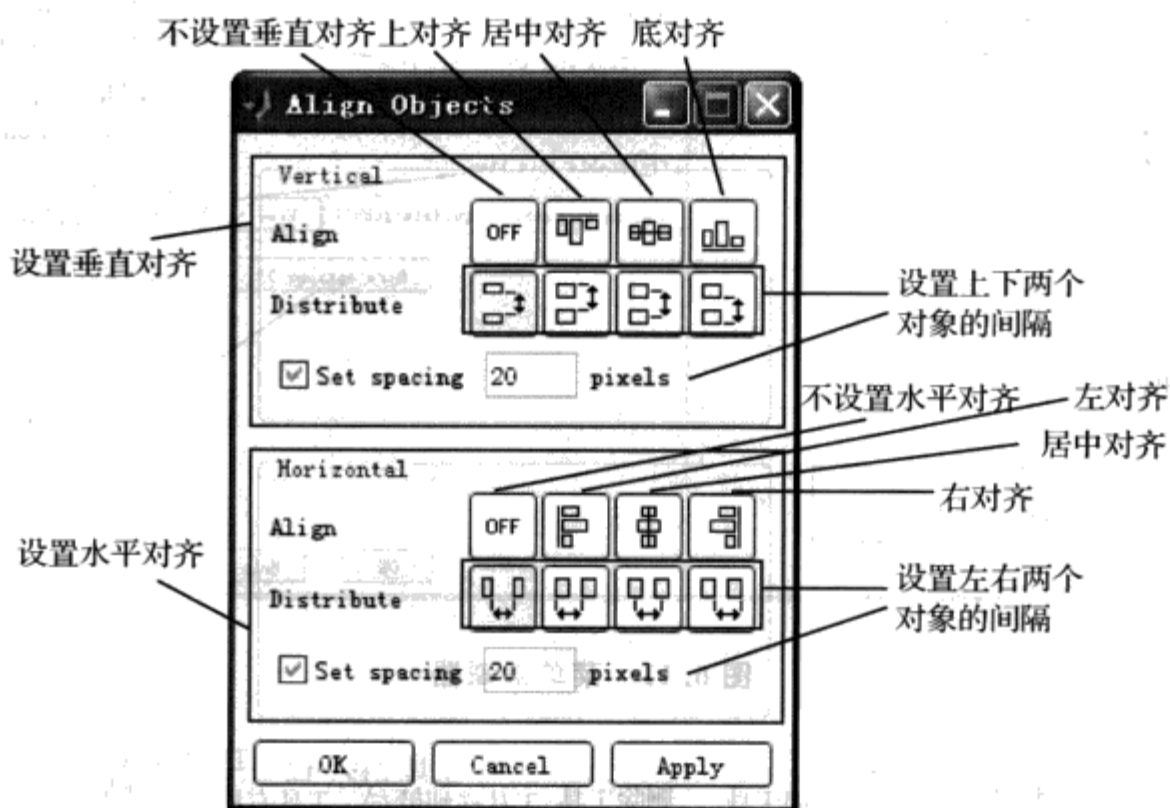 不设置垂直对齐 上对齐 居中对齐 底对齐
Align Objects
Vertical
Align
OFF
设置垂直对齐
Distribute
设置上下两个
对象的间隔
Set spacing 20 pixels
不设置水平对齐 左对齐
居中对齐
Horizontal
右对齐
Align
OFF
设置水平对齐
Distribute
设置左右两个
对象的间隔
Set spacing 20 pixels
OK Cancel Apply